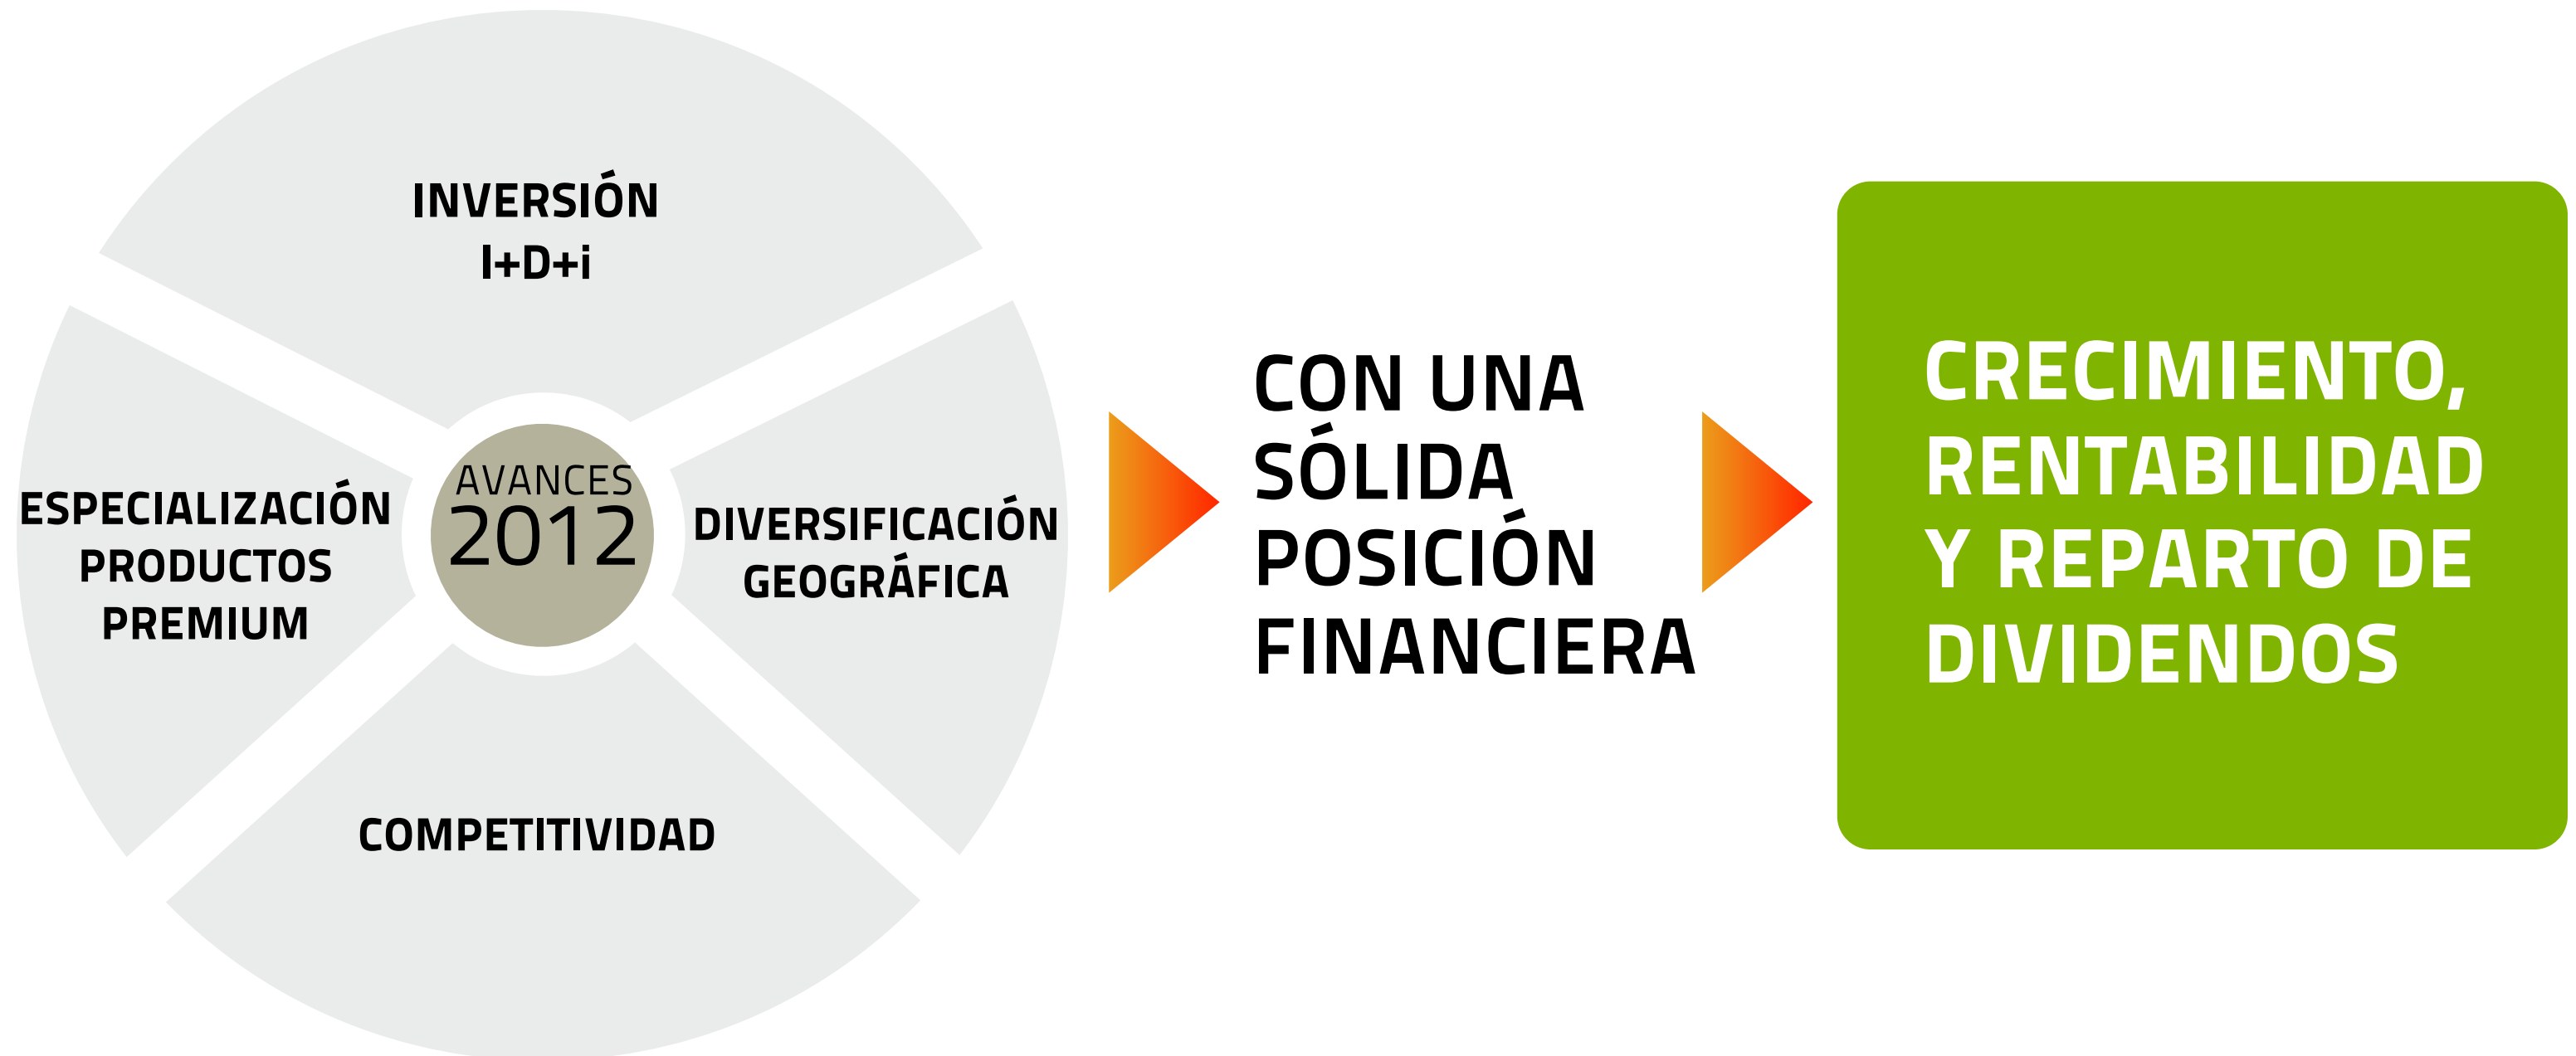 INVERSIÓN
I+D+i
ESPECIALIZACIÓN
PRODUCTOS
PREMIUM
AVANCES
2012
DIVERSIFICACIÓN
GEOGRÁFICA
COMPETITIVIDAD
CON UNA
SÓLIDA
POSICIÓN
FINANCIERA
CRECIMIENTO,
RENTABILIDAD
Y REPARTO DE
DIVIDENDOS